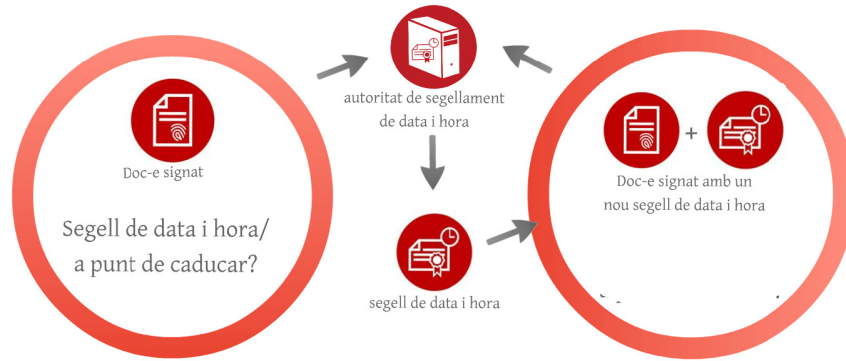 Doc-e signat
Segell de data i hora/
a punt de caducar?
autoritat de segellament
de data i hora
segell de data i hora
+
Doc-e signat amb un
nou segell de data i hora